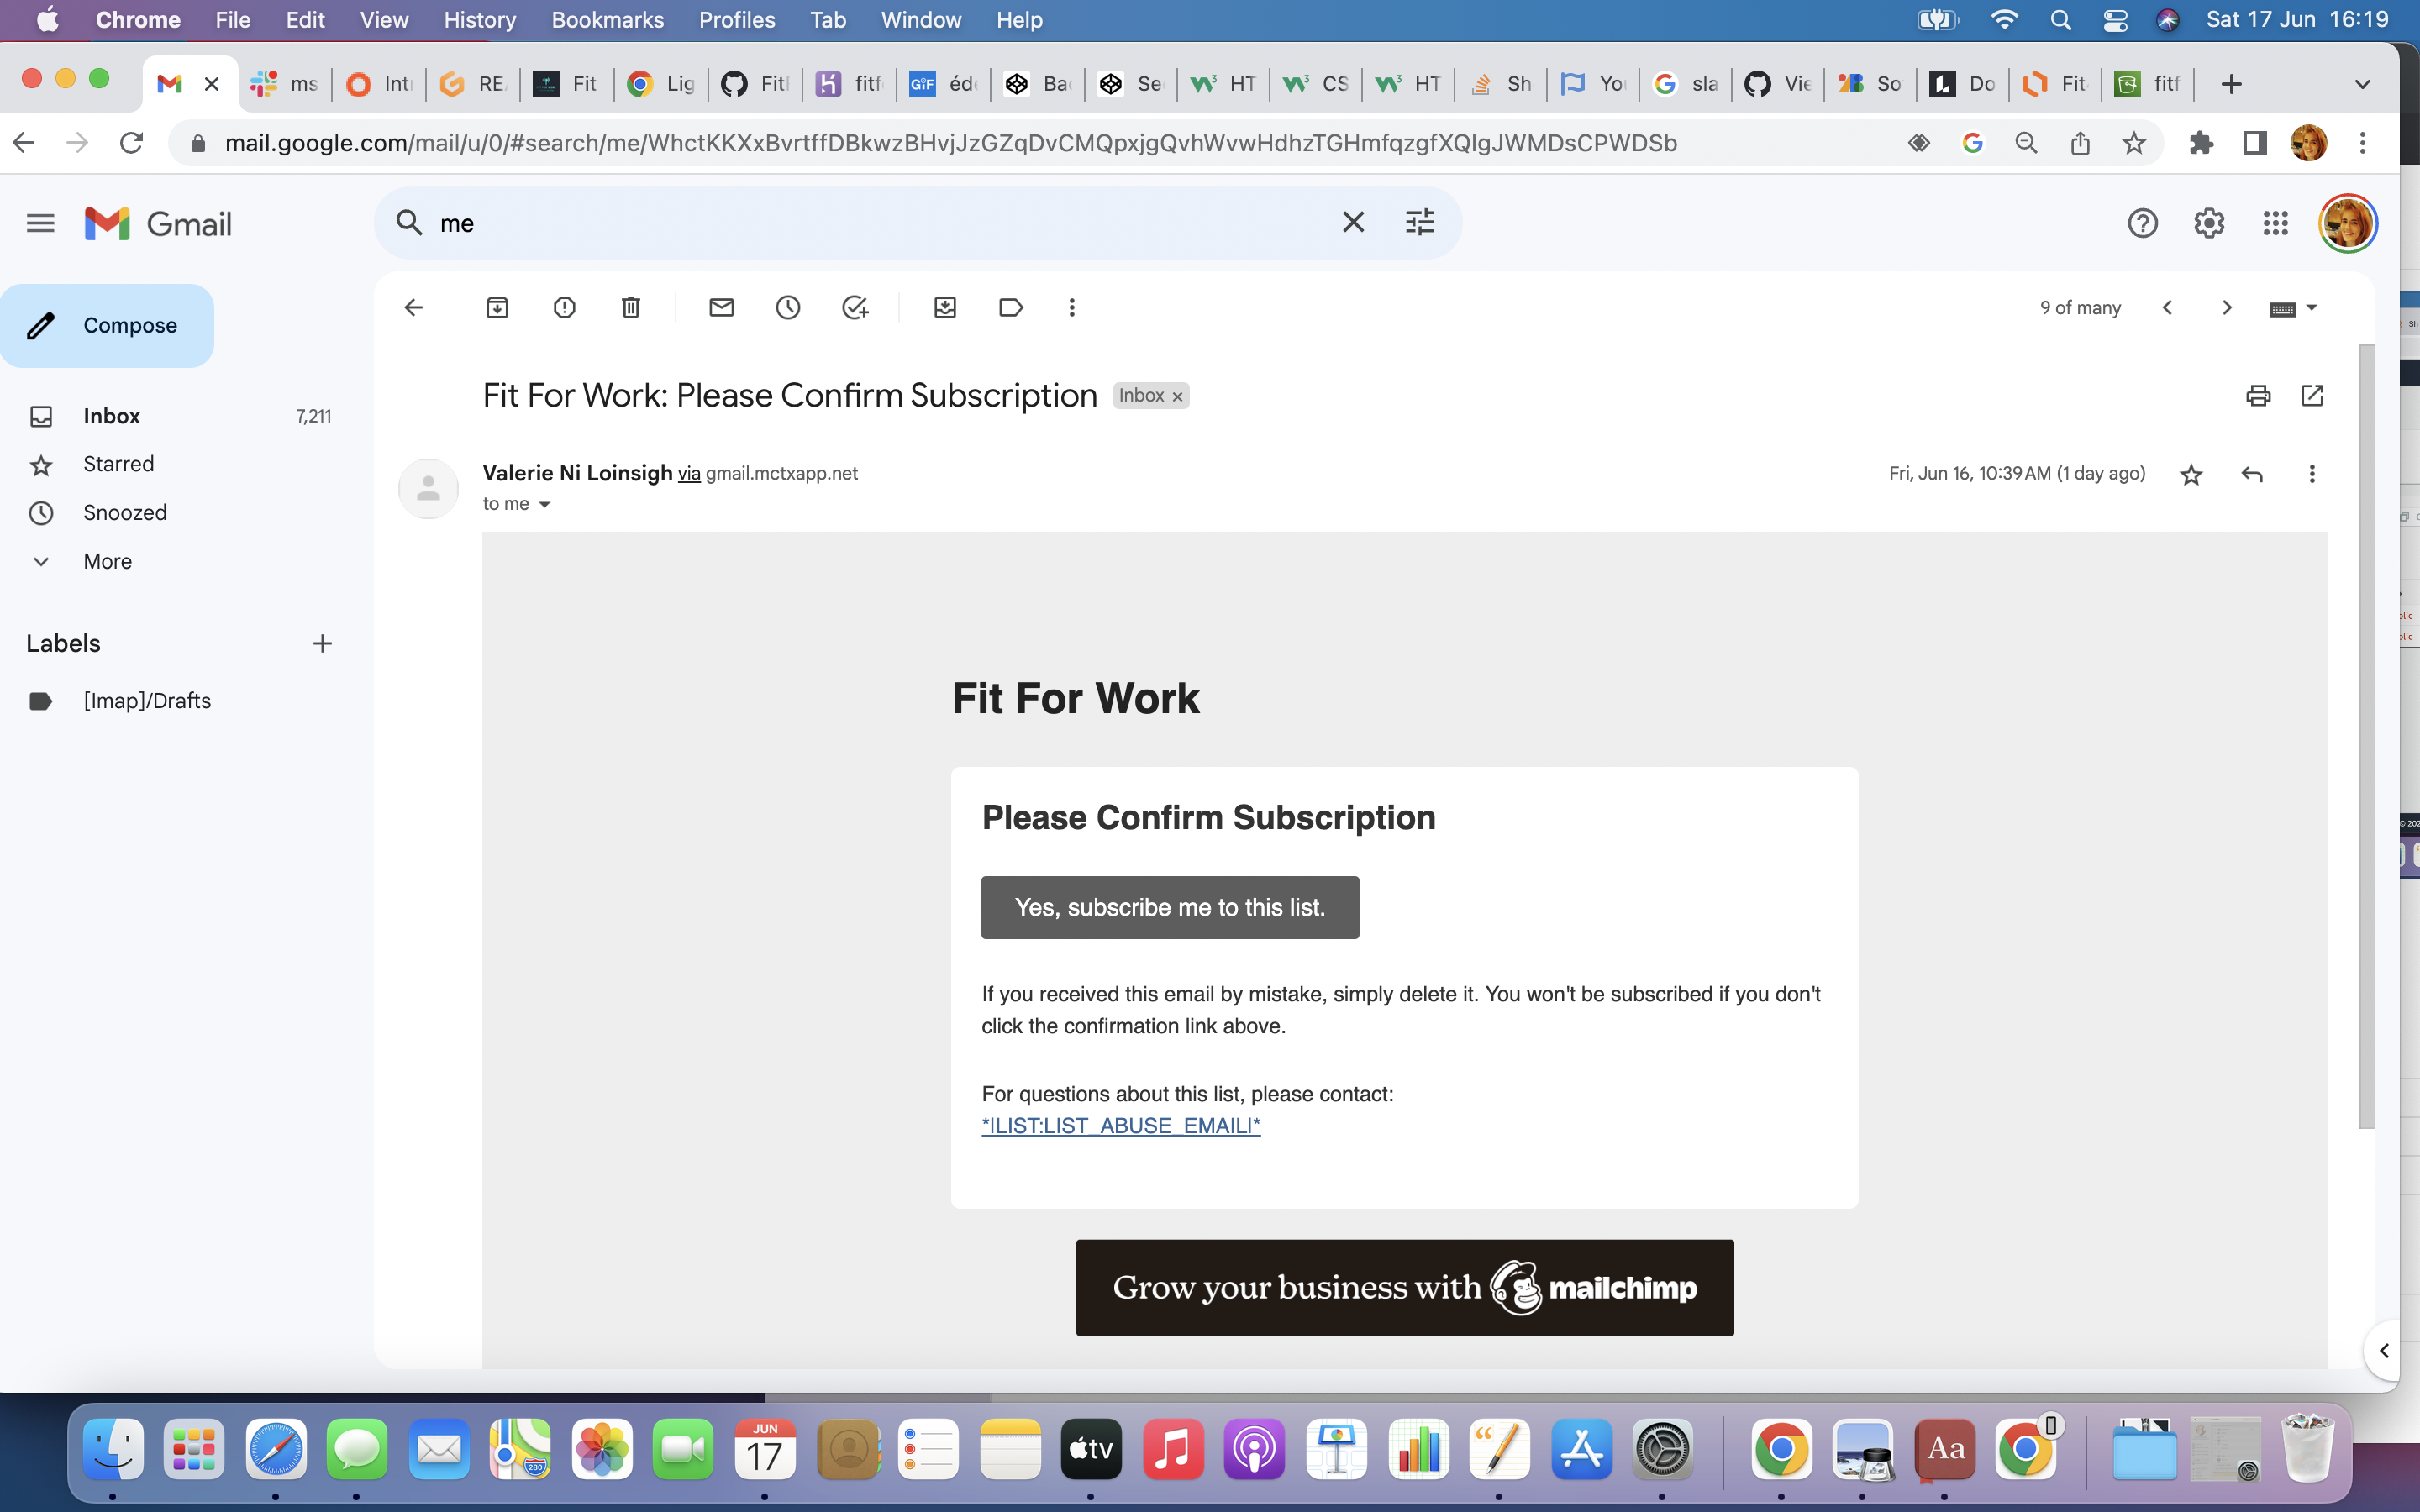 Chrome File Edit View History Bookmarks Profiles Tab Window Help Sat 17 Jun 16:19
ms Int RE Fit Lig Fitl fitf GIF éd Ba Se HT CS HT Sh Yo sla Vie So Do Fit fitf
mail.google.com/mail/u/0/#search/me/WhctKKXxBvrtffDBkwzBHvjJzGZqDvCMQpxjgQvhWvwHdhzTGHmfqzgfXQlgJWMDsCPWDSb
Gmail
me
Compose
9 of many
Inbox 7,211
Starred
Snoozed
More
Labels
[Imap]/Drafts
Fit For Work: Please Confirm Subscription Inbox ×
Valerie Ni Loinsigh via gmail.mctxapp.net
Fri, Jun 16, 10:39 AM (1 day ago)
to me
Fit For Work
Please Confirm Subscription
Yes, subscribe me to this list.
If you received this email by mistake, simply delete it. You won't be subscribed if you don't
click the confirmation link above.
For questions about this list, please contact:
*|LIST:LIST_ABUSE_EMAIL|*
Grow your business with mailchimp
JUN
17
280
tv
Aa